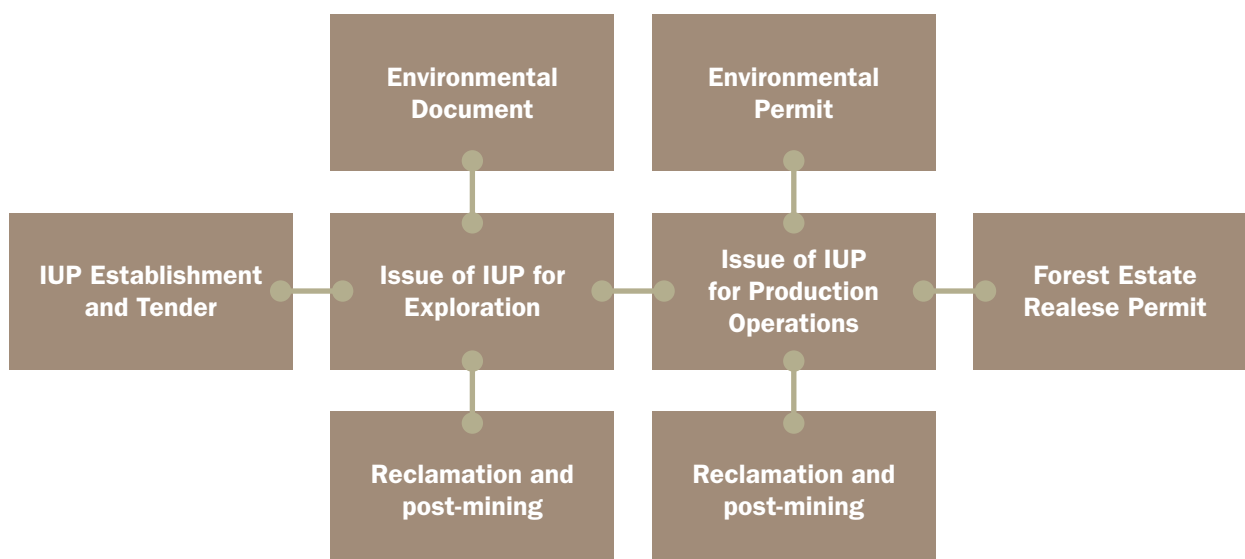 Environmental
Document
Environmental
Permit
IUP Establishment
and Tender
Issue of IUP for
Exploration
Issue of IUP
for Production
Operations
Forest Estate
Realese Permit
Reclamation and
post-mining
Reclamation and
post-mining